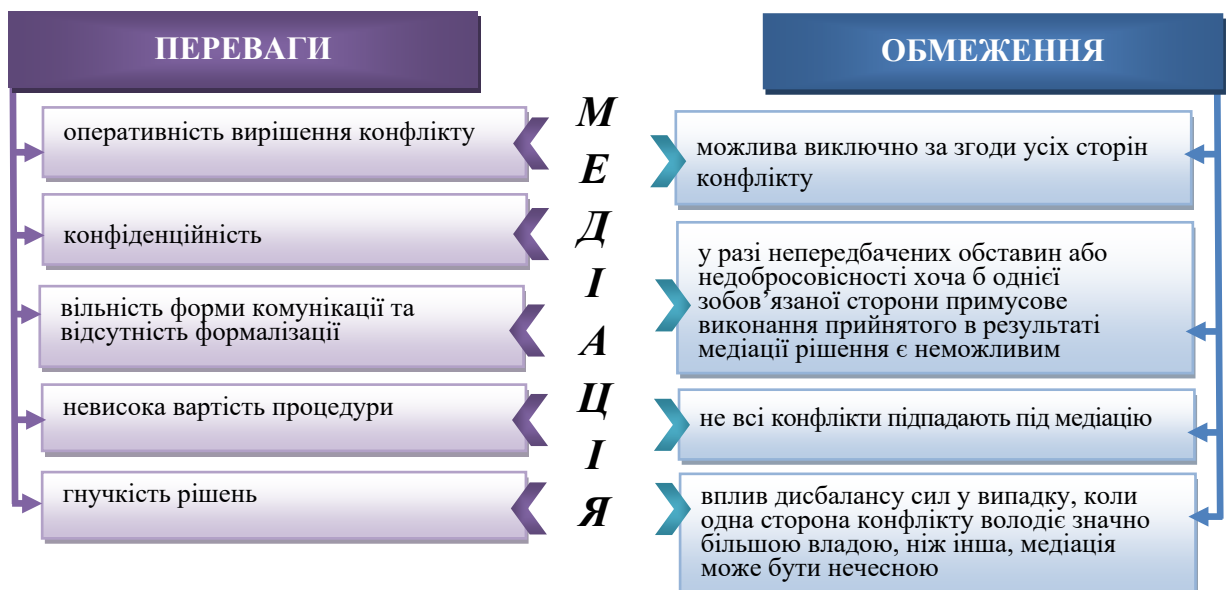 ПЕРЕВАГИ
оперативність вирішення конфлікту
конфіденційність
вільність форми комунікації та
відсутність формалізації
невисока вартість процедури
гнучкість рішень
М
Е
Д
І
А
Ц
І
Я
ОБМЕЖЕННЯ
можлива виключно за згоди усіх сторін
конфлікту
у разі непередбачених обставин або
недобросовісності хоча б однієї
зобов’язаної сторони примусове
виконання прийнятого в результаті
медіації рішення є неможливим
не всі конфлікти підпадають під медіацію
вплив дисбалансу сил у випадку, коли
одна сторона конфлікту володіє значно
більшою владою, ніж інша, медіація
може бути нечесною